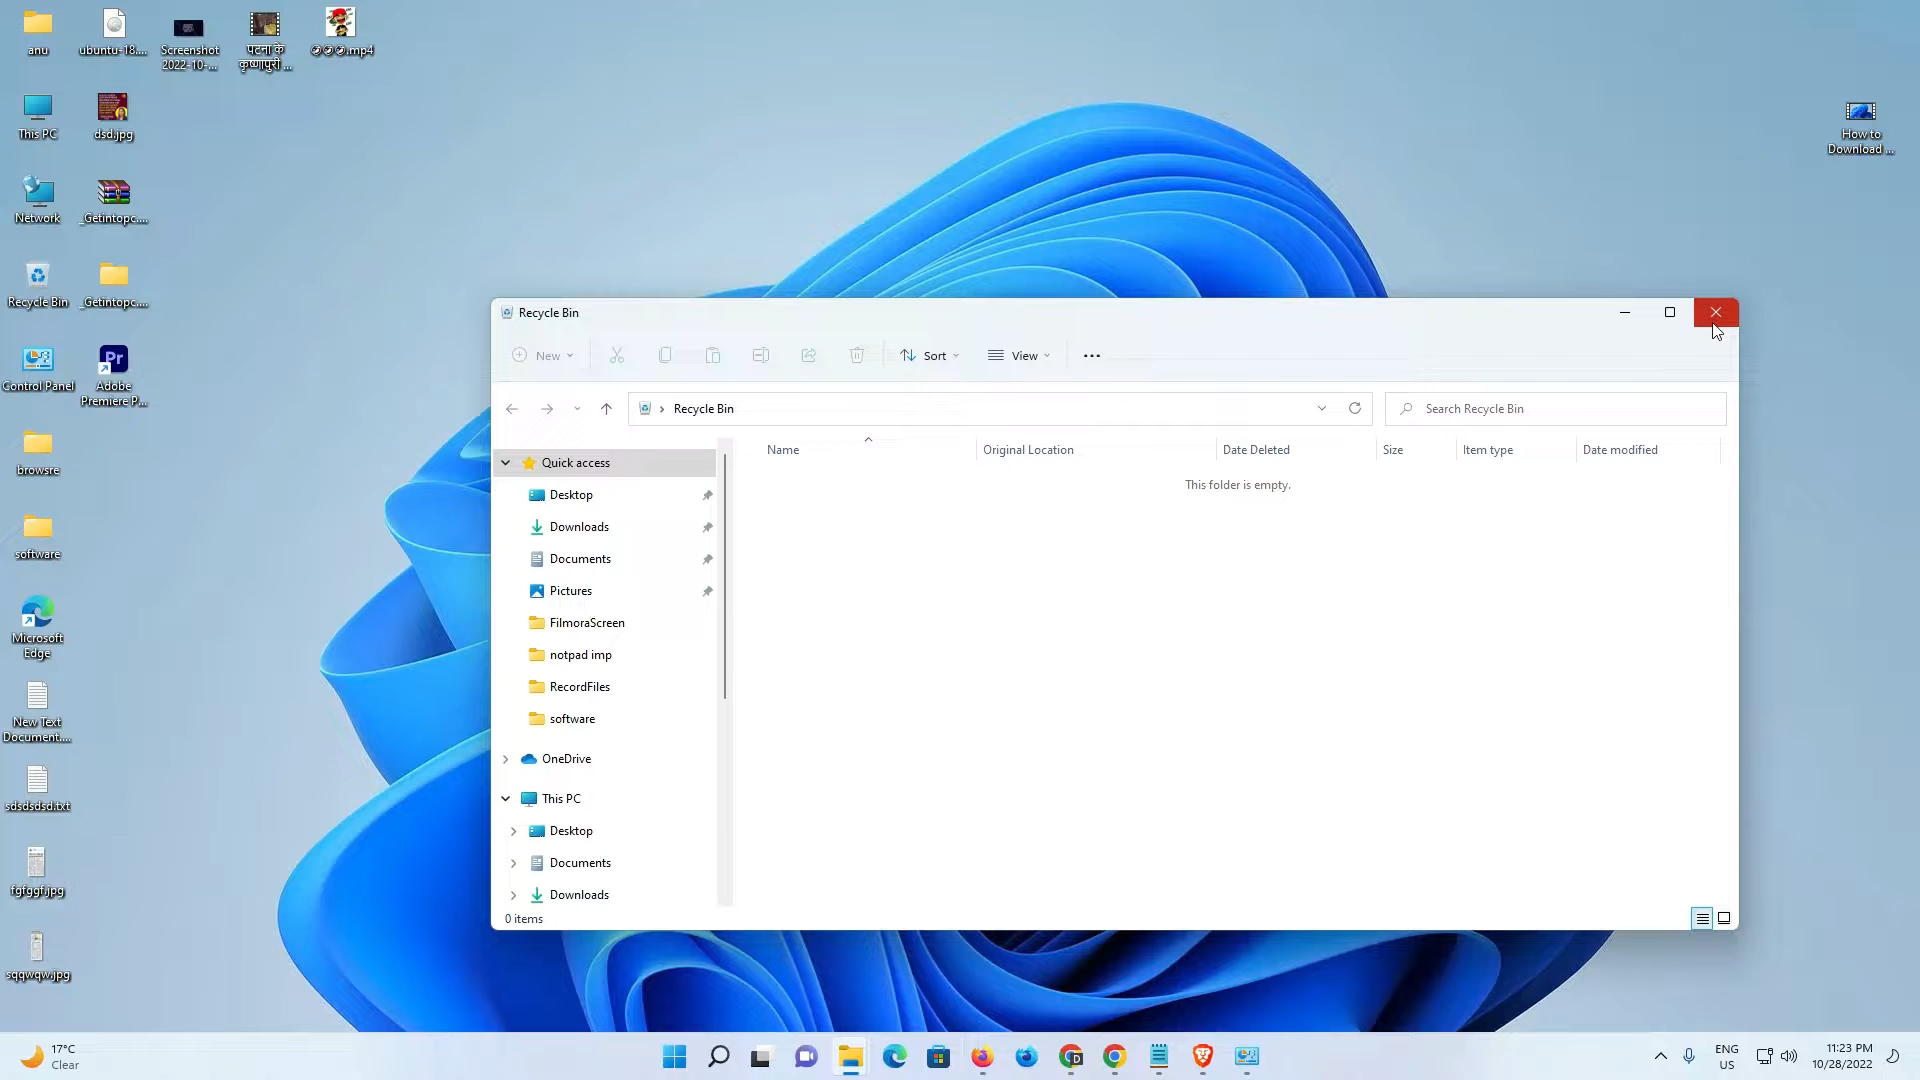 anu
ubuntu-18....
Screenshot
2022-10-...
पटना के
कृष्णापुरी ...
🤣🤣🤣.mp4
This PC
dsd.jpg
How to
Download ...
Network
_Getintopc....
Recycle Bin
_Getintopc....
Control Panel
Adobe
Premiere P...
browsre
software
Microsoft
Edge
New Text
Document....
sdsdsdsd.txt
fgfggf.jpg
sqqwqw.jpg
Recycle Bin
New
Sort
View
Recycle Bin
Search Recycle Bin
Name
Original Location
Date Deleted
Size
Item type
Date modified
This folder is empty.
Quick access
Desktop
Downloads
Documents
Pictures
FilmoraScreen
notpad imp
RecordFiles
software
OneDrive
This PC
Desktop
Documents
Downloads
0 items
17°C
Clear
ENG
US
11:23 PM
10/28/2022